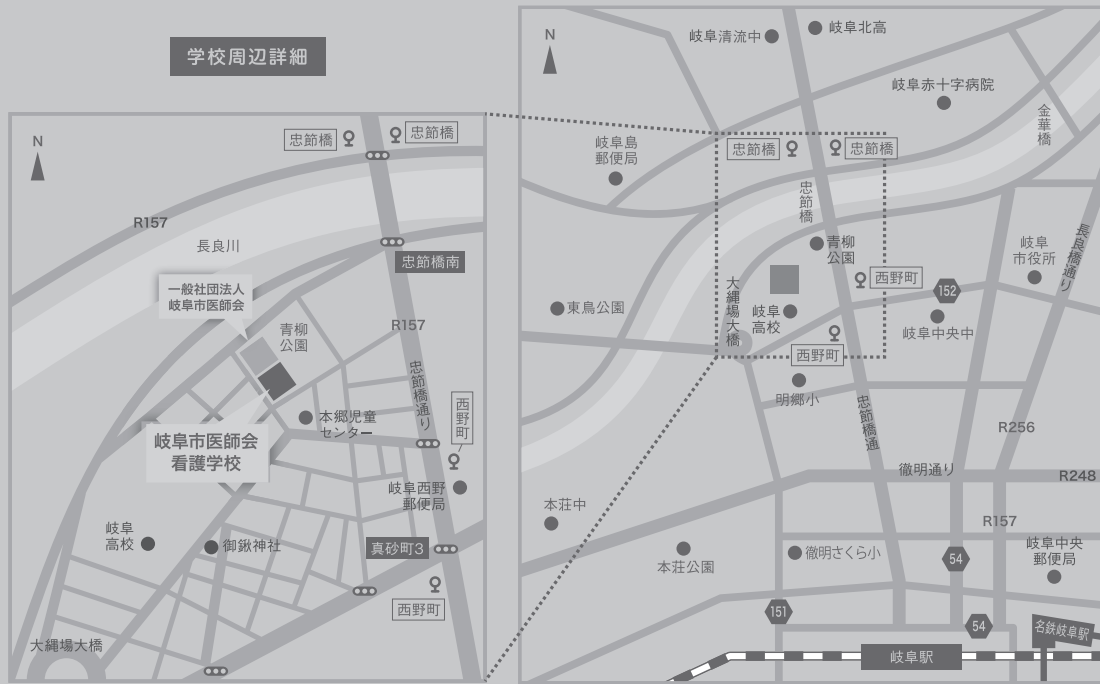 学校周辺詳細
N
忠節橋
忠節橋
R157
長良川
忠節橋南
一般社団法人
岐阜市医師会
青柳
公園
R157
忠節橋通り
西野町
本郷児童
センター
岐阜市医師会
看護学校
岐阜西野
郵便局
岐阜
高校
御鍬神社
真砂町3
西野町
大縄場大橋
N
岐阜清流中
岐阜北高
岐阜赤十字病院
金華橋
岐阜島
郵便局
忠節橋
忠節橋
忠節橋
青柳
公園
岐阜
市役所
長良橋通り
西野町
152
大縄場大橋
東鳥公園
岐阜
高校
岐阜中央中
西野町
明郷小
忠節橋通
R256
徹明通り
R248
本荘中
R157
本荘公園
徹明さくら小
54
岐阜中央
郵便局
151
54
名鉄岐阜駅
岐阜駅